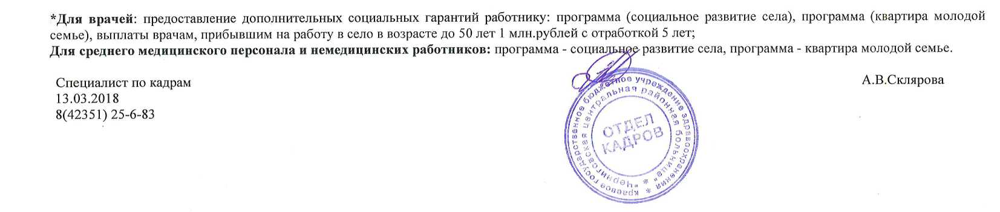 *Для врачей: предоставление дополнительных социальных гарантий работнику: программа (социальное развитие села), программа (квартира молодой
семье), выплаты врачам, прибывшим на работу в село в возрасте до 50 лет 1 млн.рублей с отработкой 5 лет;
Для среднего медицинского персонала и немедицинских работников: программа - социальное развитие села, программа - квартира молодой семье.
Специалист по кадрам
А.В.Склярова
13.03.2018
8(42351) 25-6-83
краевое государственное бюджетное учреждение здравоохранения *
"Черниговская центральная районная больница" *
ОТДЕЛ
КАДРОВ